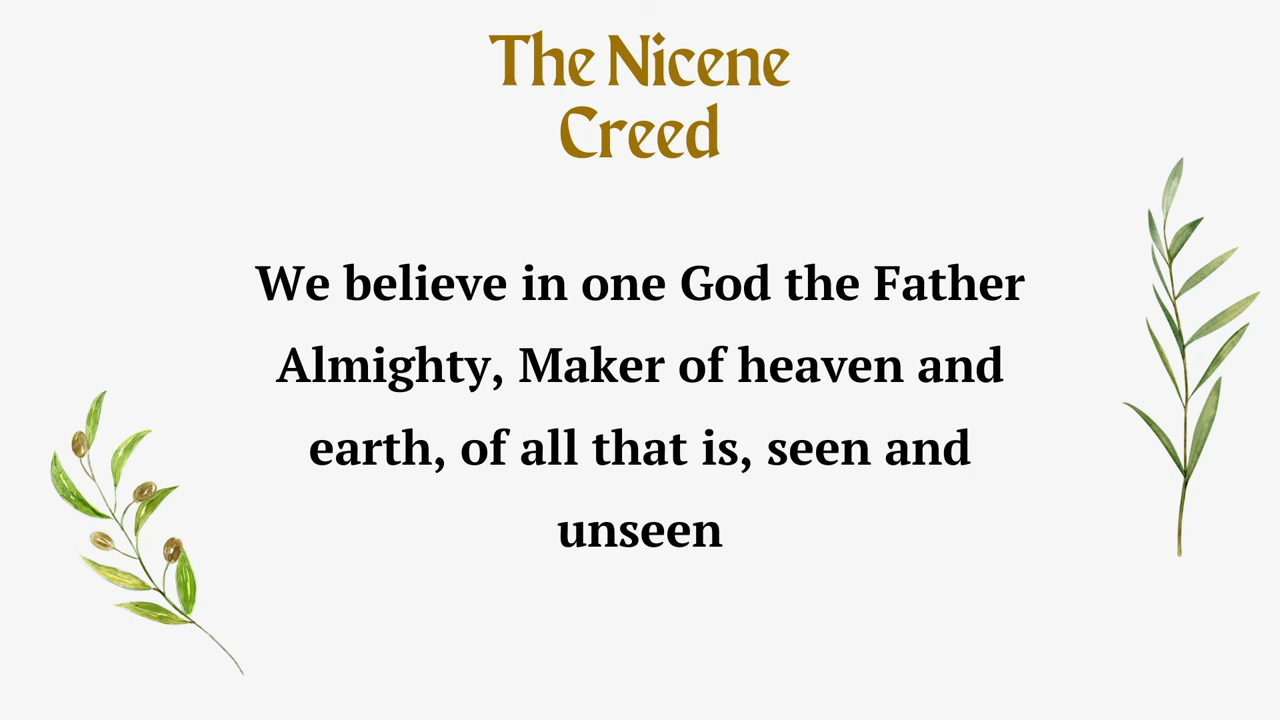 The Nicene
Creed
We believe in one God the Father
Almighty, Maker of heaven and
earth, of all that is, seen and
unseen